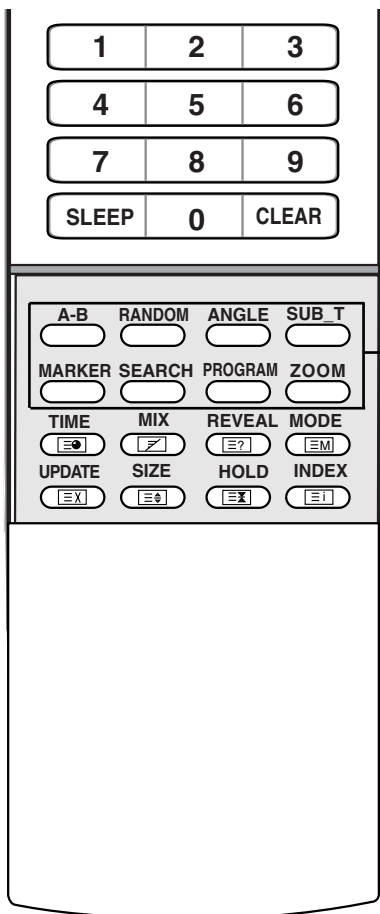 1 2 3
4 5 6
7 8 9
SLEEP 0 CLEAR
A-B RANDOM ANGLE SUB_T
MARKER SEARCH PROGRAM ZOOM
TIME MIX REVEAL MODE
? M
UPDATE SIZE HOLD INDEX
X i